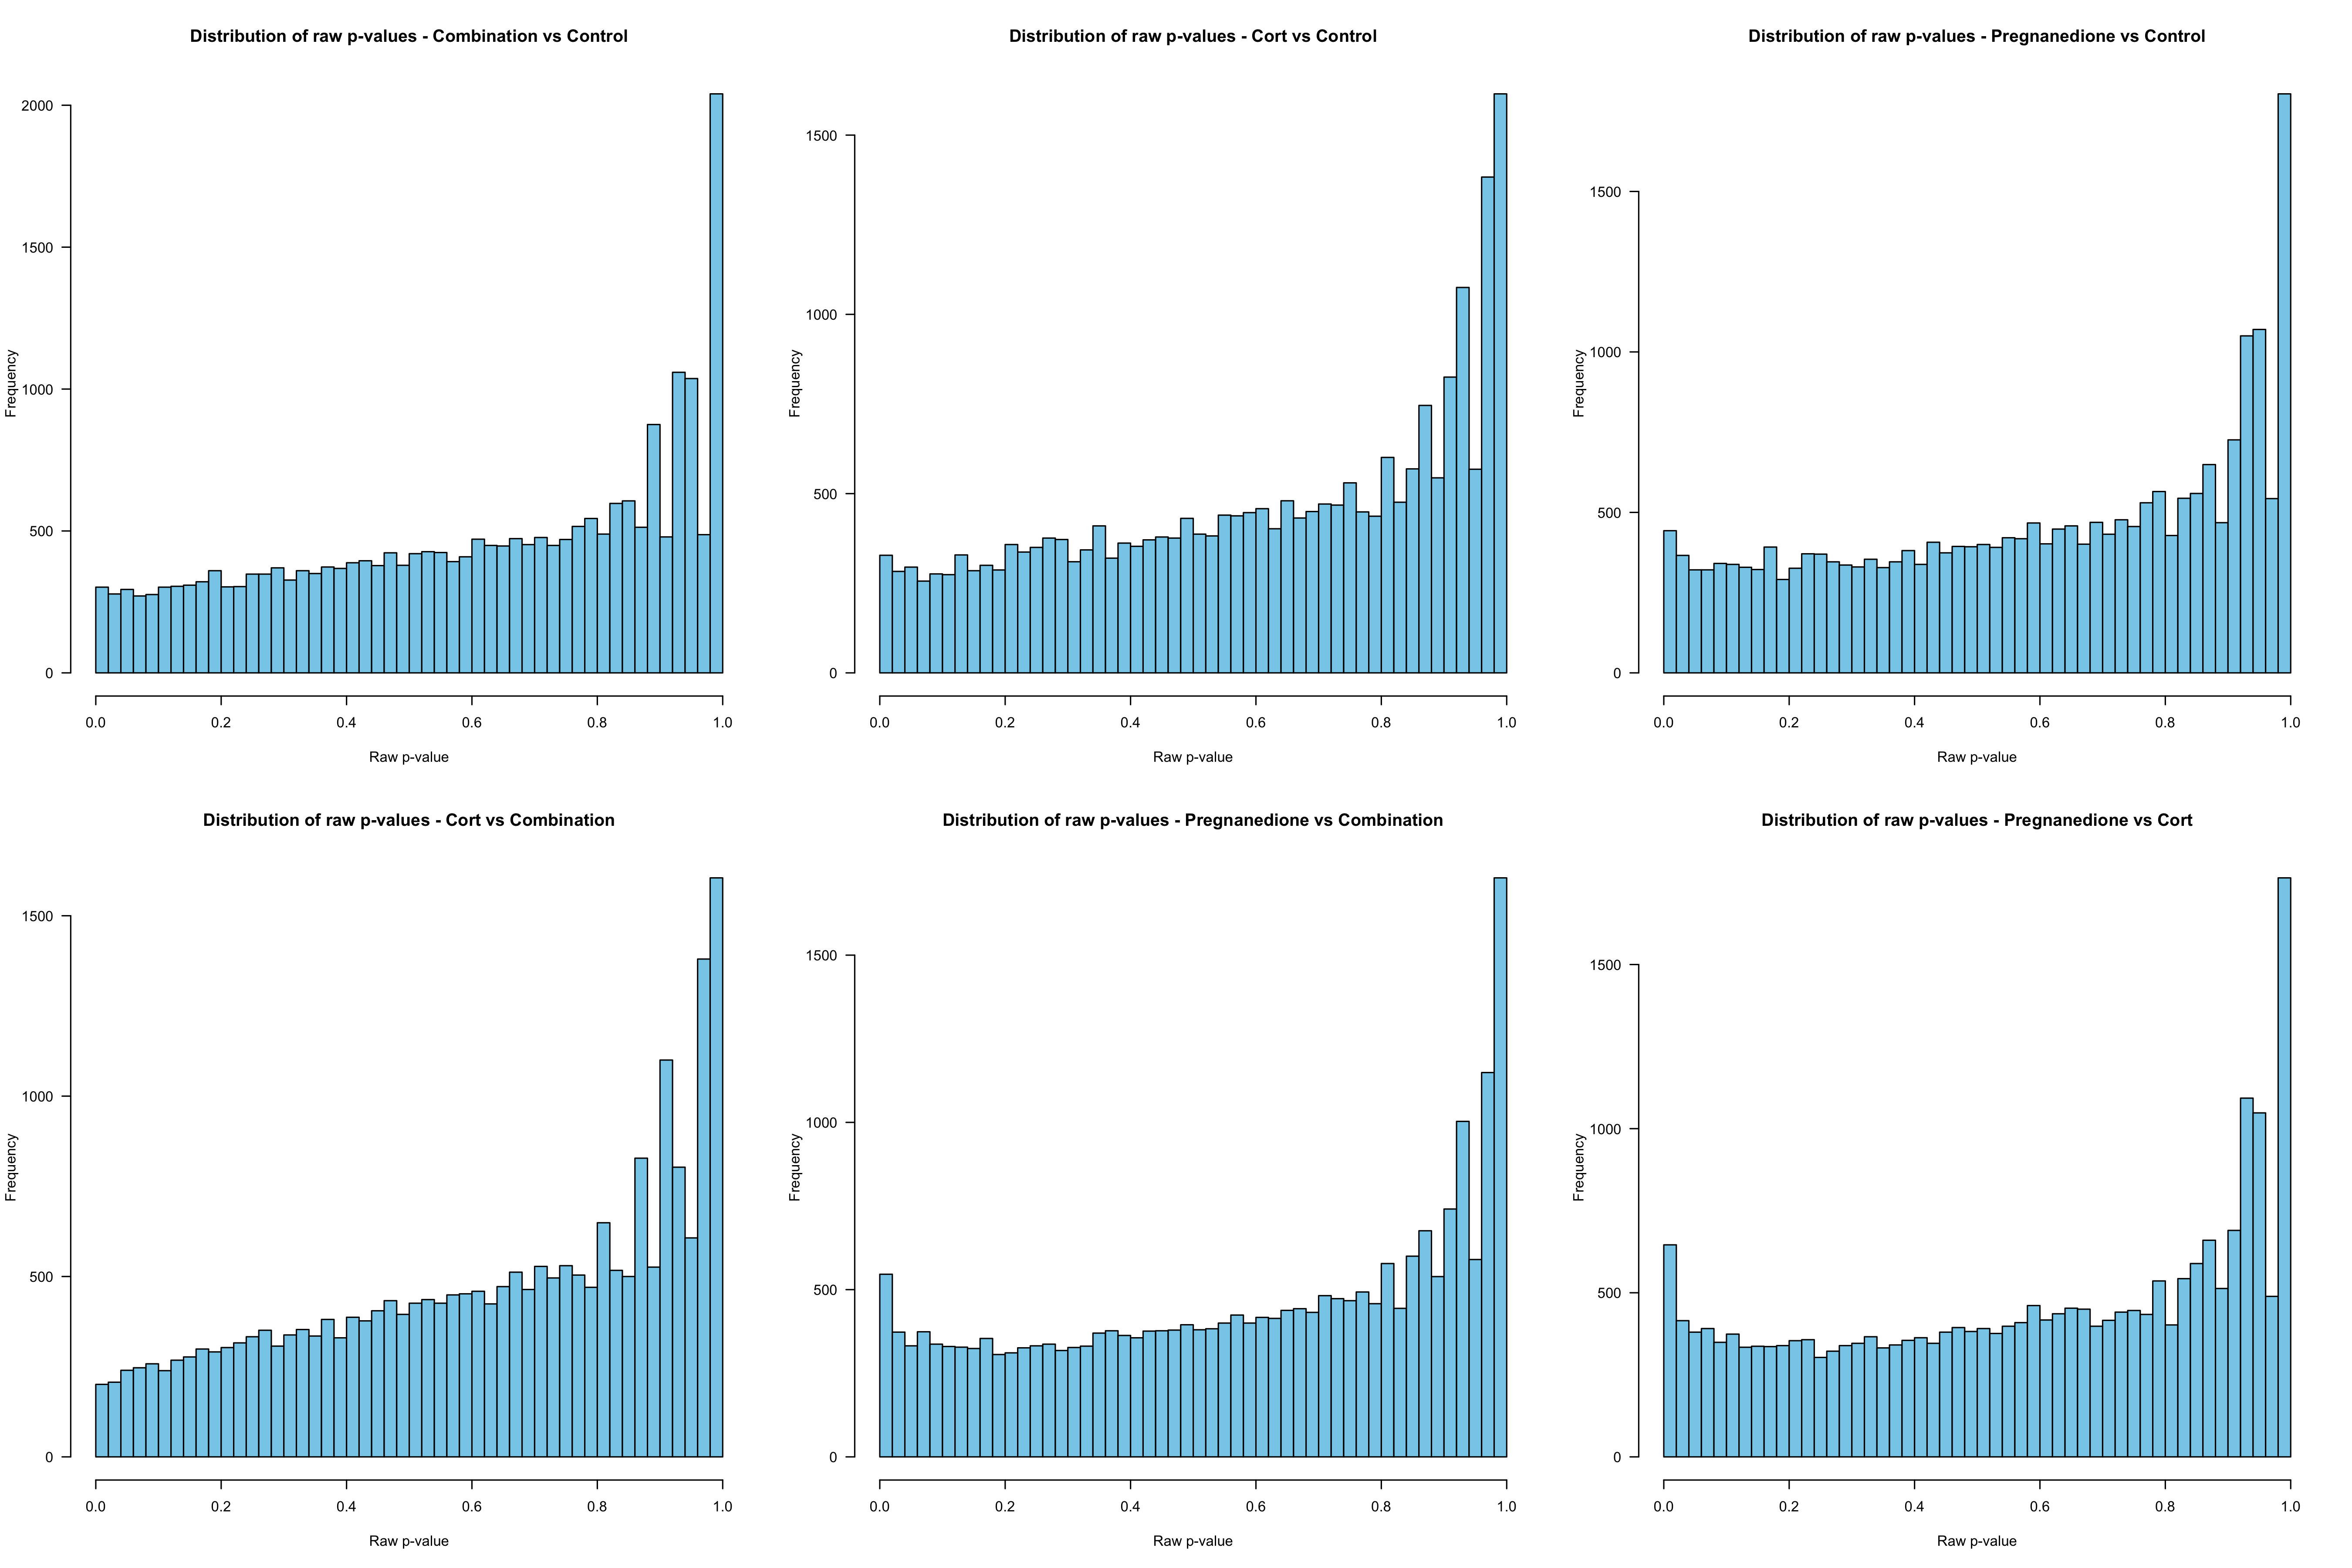 Distribution of raw p-values - Combination vs Control
Frequency
2000
1500
1000
500
0
0.0 0.2 0.4 0.6 0.8 1.0
Raw p-value
Distribution of raw p-values - Cort vs Control
Frequency
1500
1000
500
0
0.0 0.2 0.4 0.6 0.8 1.0
Raw p-value
Distribution of raw p-values - Pregnanedione vs Control
Frequency
1500
1000
500
0
0.0 0.2 0.4 0.6 0.8 1.0
Raw p-value
Distribution of raw p-values - Cort vs Combination
Frequency
1500
1000
500
0
0.0 0.2 0.4 0.6 0.8 1.0
Raw p-value
Distribution of raw p-values - Pregnanedione vs Combination
Frequency
1500
1000
500
0
0.0 0.2 0.4 0.6 0.8 1.0
Raw p-value
Distribution of raw p-values - Pregnanedione vs Cort
Frequency
1500
1000
500
0
0.0 0.2 0.4 0.6 0.8 1.0
Raw p-value